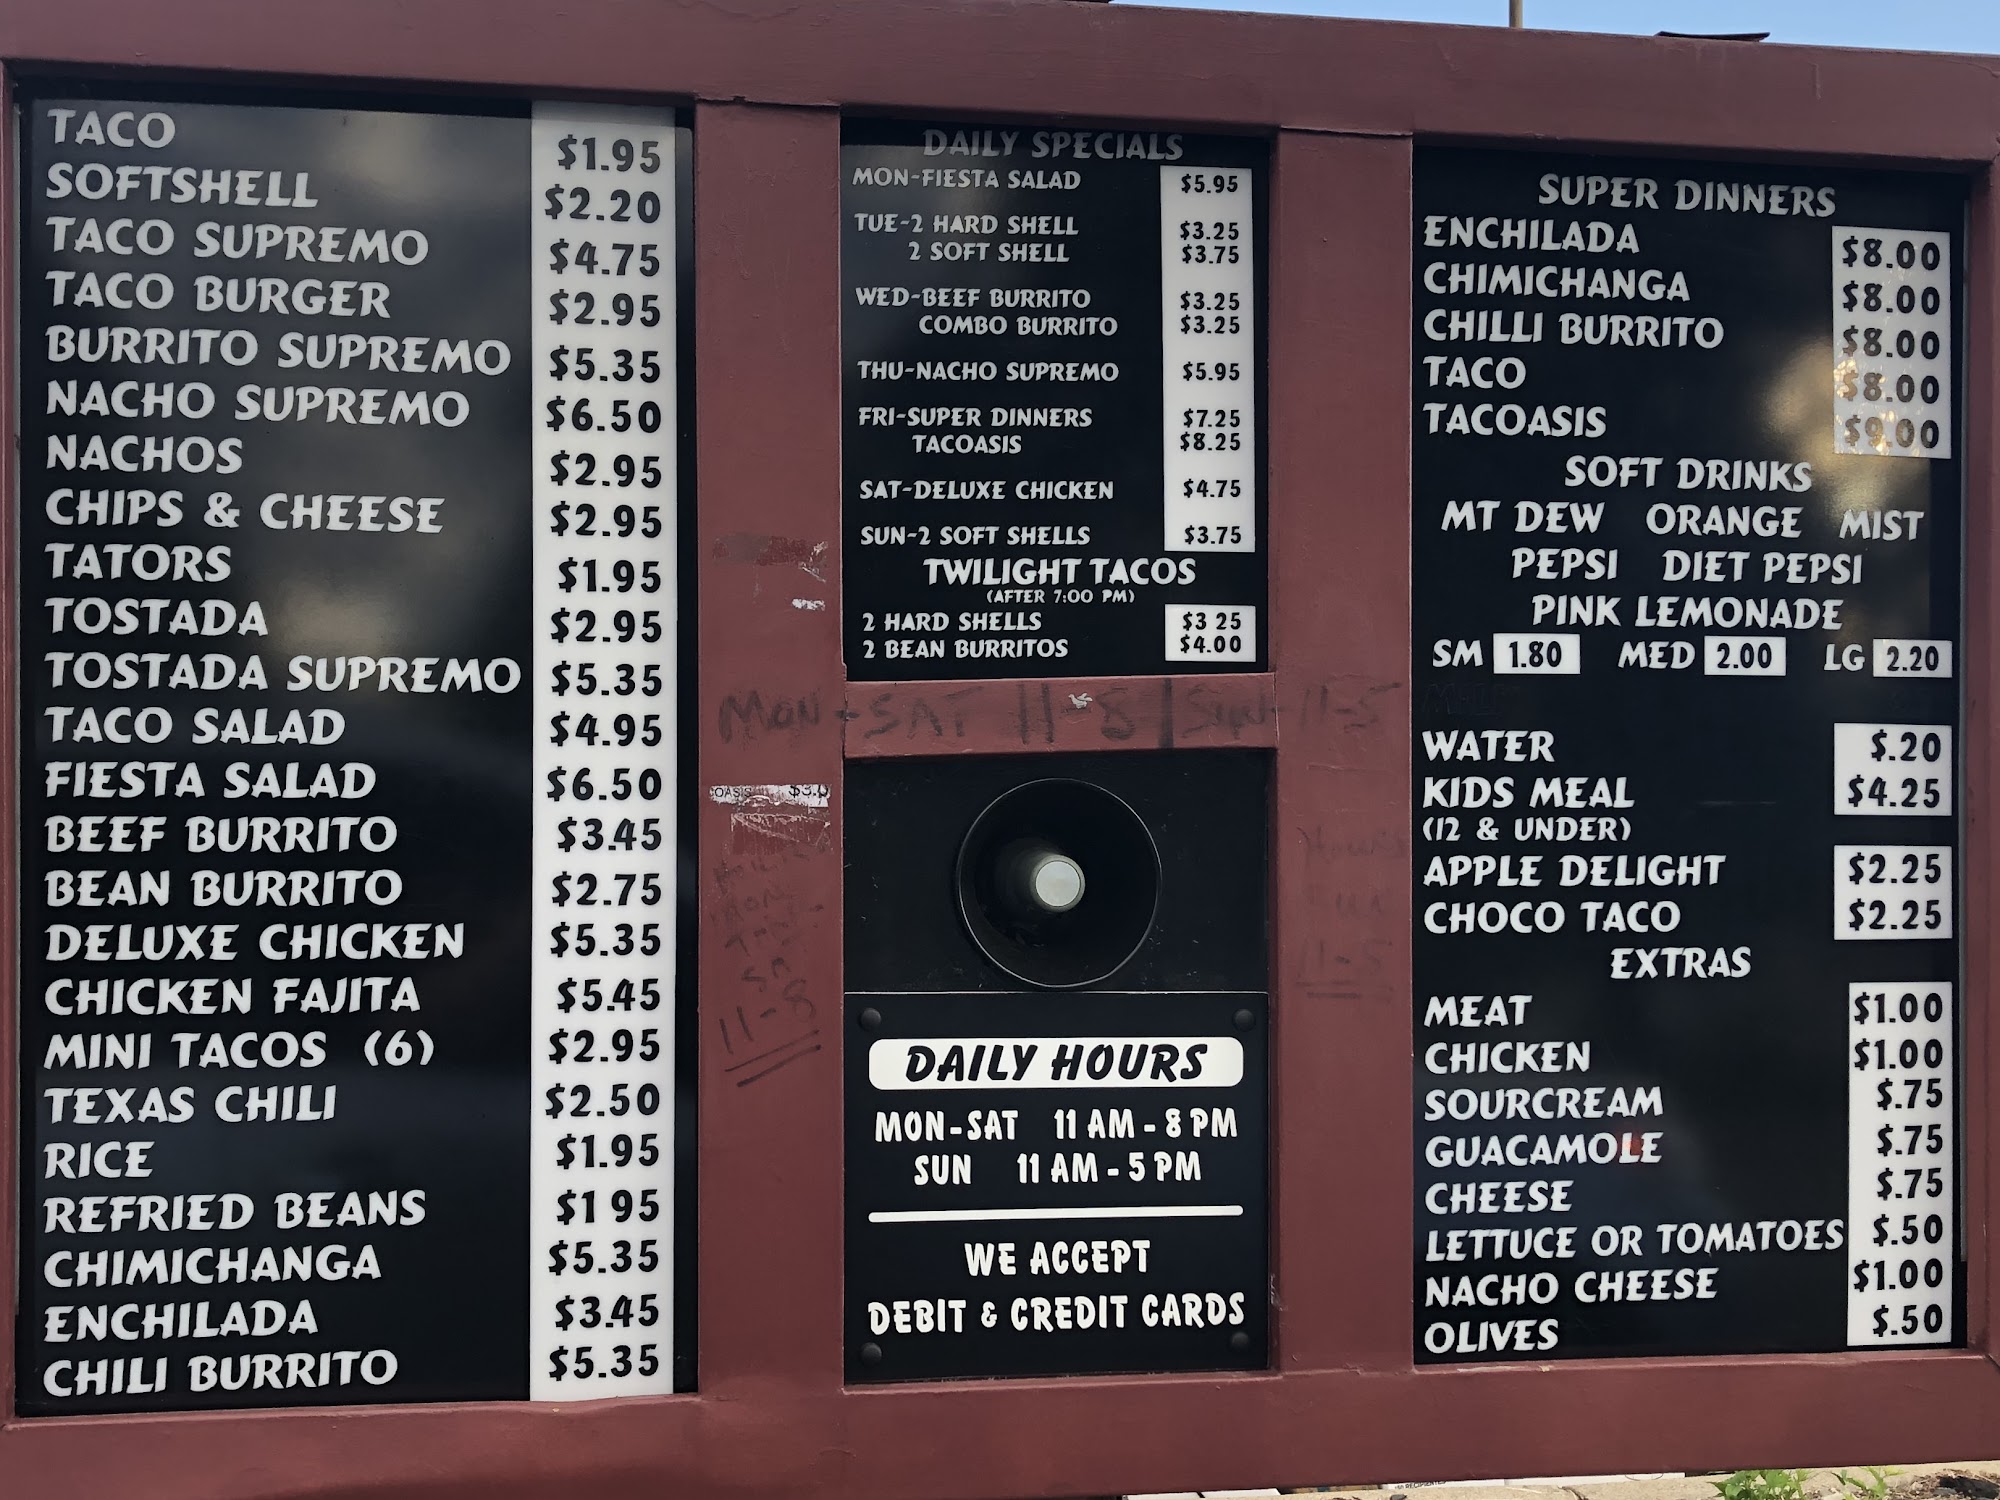 TACO $1.95
SOFTSHELL $2.20
TACO SUPREMO $4.75
TACO BURGER $2.95
BURRITO SUPREMO $5.35
NACHO SUPREMO $6.50
NACHOS $2.95
CHIPS & CHEESE $2.95
TATORS $1.95
TOSTADA $2.95
TOSTADA SUPREMO $5.35
TACO SALAD $4.95
FIESTA SALAD $6.50
BEEF BURRITO $3.45
BEAN BURRITO $2.75
DELUXE CHICKEN $5.35
CHICKEN FAJITA $5.45
MINI TACOS (6) $2.95
TEXAS CHILI $2.50
RICE $1.95
REFRIED BEANS $1 95
CHIMICHANGA $5.35
ENCHILADA $3.45
CHILI BURRITO $5.35
DAILY SPECIALS
MON-FIESTA SALAD $5.95
TUE-2 HARD SHELL $3.25
2 SOFT SHELL $3.75
WED-BEEF BURRITO $3.25
COMBO BURRITO $3.25
THU-NACHO SUPREMO $5.95
FRI-SUPER DINNERS $7.25
TACOASIS $8.25
SAT-DELUXE CHICKEN $4.75
SUN-2 SOFT SHELLS $3.75
TWILIGHT TACOS
(AFTER 7:00 PM)
2 HARD SHELLS $3 25
2 BEAN BURRITOS $4.00
MON-SAT 11-8 / SUN-11-5
OASIS
SAT
11-8
Hours
SUN
11-5
DAILY HOURS
MON-SAT 11 AM - 8 PM
SUN 11 AM - 5 PM
WE ACCEPT
DEBIT & CREDIT CARDS
SUPER DINNERS
ENCHILADA $8.00
CHIMICHANGA $8.00
CHILLI BURRITO $8.00
TACO $8.00
TACOASIS $9.00
SOFT DRINKS
MT DEW ORANGE MIST
PEPSI DIET PEPSI
PINK LEMONADE
SM 1.80 MED 2.00 LG 2.20
WATER $.20
KIDS MEAL $4.25
(12 & UNDER)
APPLE DELIGHT $2.25
CHOCO TACO $2.25
EXTRAS
MEAT $1.00
CHICKEN $1.00
SOURCREAM $.75
GUACAMOLE $.75
CHEESE $.75
LETTUCE OR TOMATOES $.50
NACHO CHEESE $1.00
OLIVES $.50